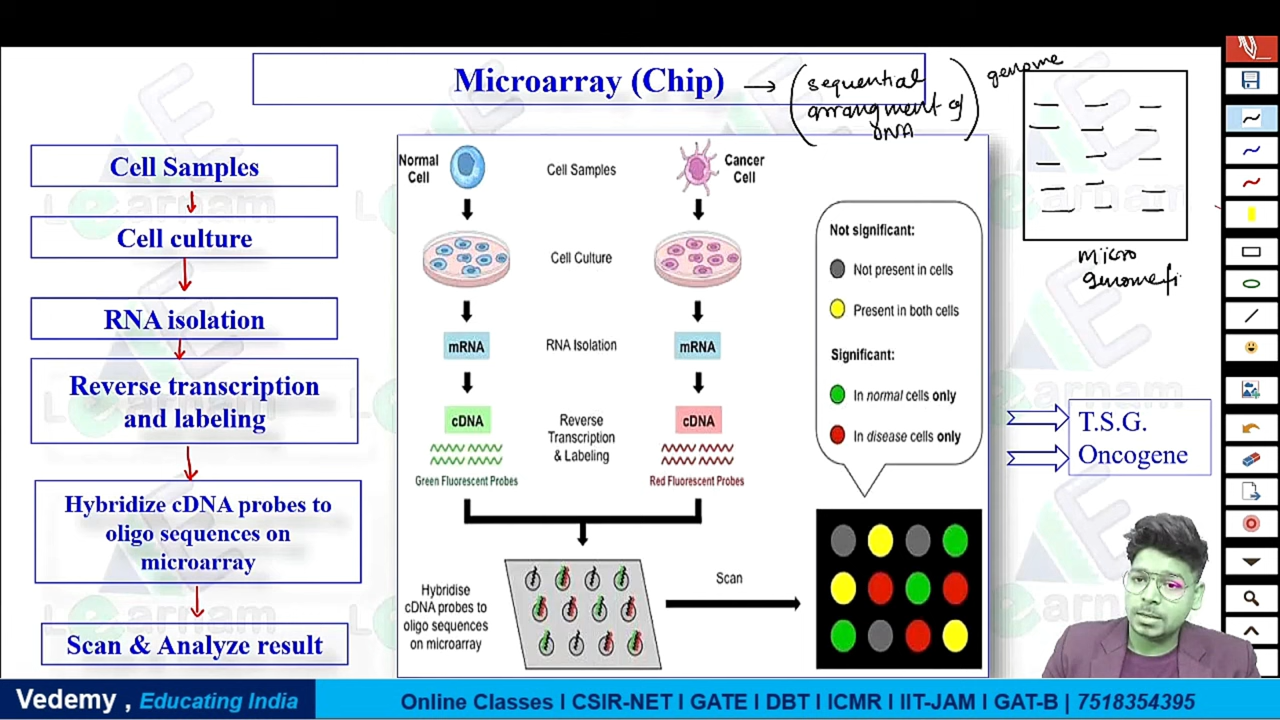 Microarray (Chip)
sequential
arrangment of
DNA
genome
micro
genome
Cell Samples
Cell culture
RNA isolation
Reverse transcription
and labeling
Hybridize cDNA probes to
oligo sequences on
microarray
Scan & Analyze result
Normal
Cell
Cell Samples
Cancer
Cell
Cell Culture
mRNA
RNA Isolation
mRNA
cDNA
Reverse
Transcription
& Labeling
cDNA
Green Fluorescent Probes
Red Fluorescent Probes
Hybridise
cDNA probes to
oligo sequences
on microarray
Scan
Not significant:
Not present in cells
Present in both cells
Significant:
In normal cells only
In disease cells only
T.S.G.
Oncogene
Learnam
Vedemy , Educating India
Online Classes I CSIR-NET I GATE I DBT I ICMR I IIT-JAM I GAT-B | 7518354395